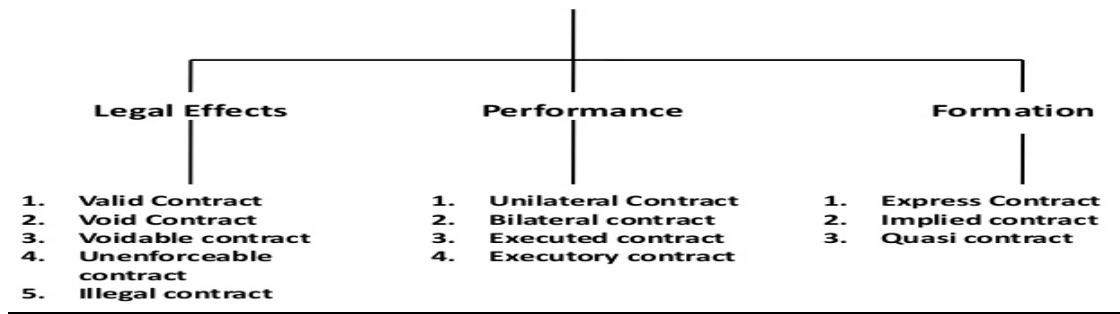 Legal Effects
Performance
Formation
1. Valid Contract
2. Void Contract
3. Voidable contract
4. Unenforceable
contract
5. Illegal contract
1. Unilateral Contract
2. Bilateral contract
3. Executed contract
4. Executory contract
1. Express Contract
2. Implied contract
3. Quasi contract